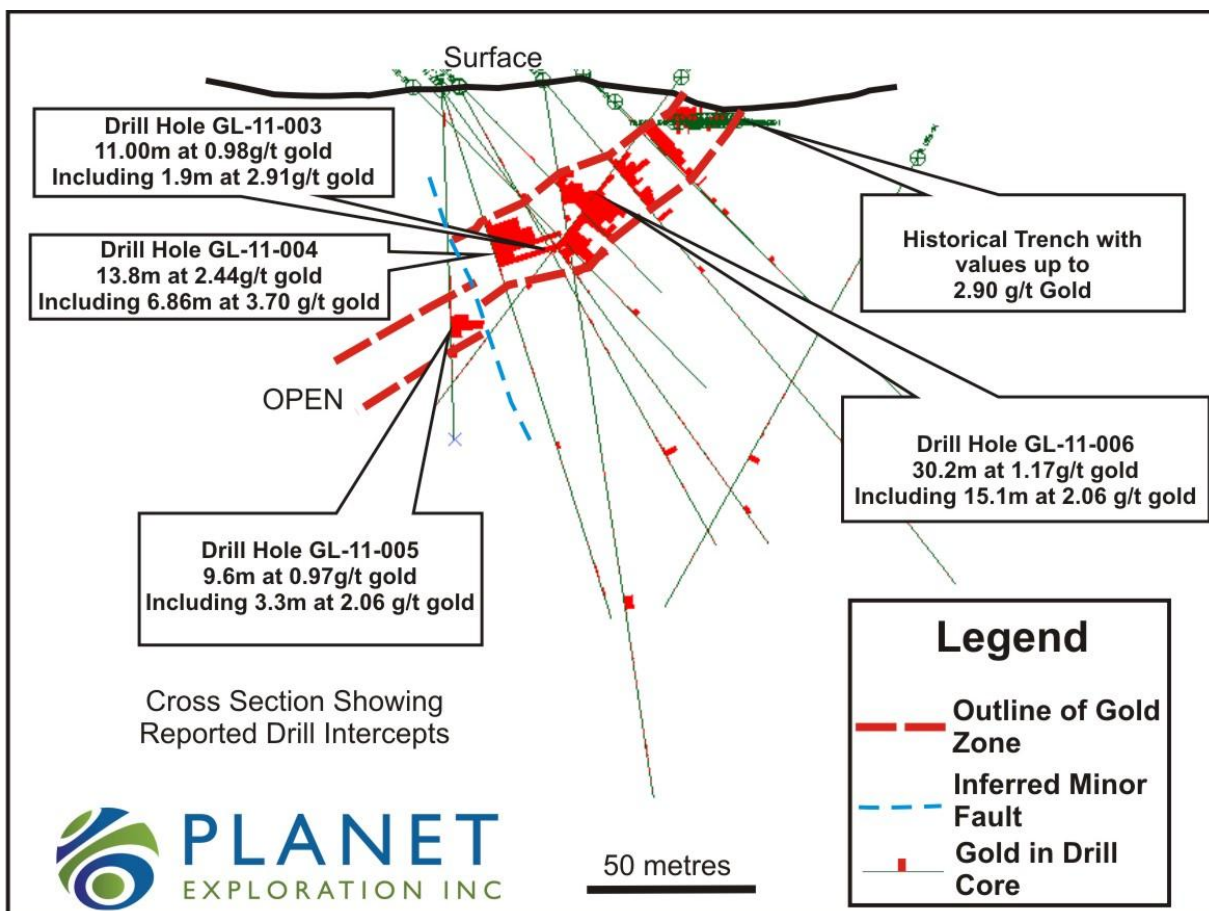 Surface
Drill Hole GL-11-003
11.00m at 0.98g/t gold
Including 1.9m at 2.91g/t gold
Drill Hole GL-11-004
13.8m at 2.44g/t gold
Including 6.86m at 3.70 g/t gold
Historical Trench with
values up to
2.90 g/t Gold
OPEN
Drill Hole GL-11-006
30.2m at 1.17g/t gold
Including 15.1m at 2.06 g/t gold
Drill Hole GL-11-005
9.6m at 0.97g/t gold
Including 3.3m at 2.06 g/t gold
Cross Section Showing
Reported Drill Intercepts
Legend
Outline of Gold
Zone
Inferred Minor
Fault
Gold in Drill
Core
PLANET
EXPLORATION INC
50 metres